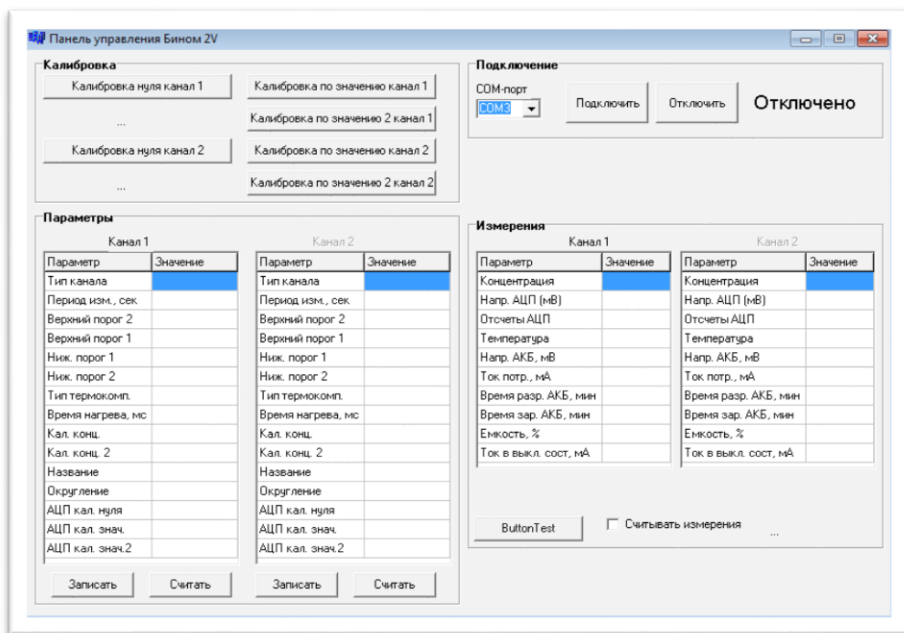 Панель управления Бином 2V
Калибровка
Калибровка нуля канал 1
Калибровка по значению канал 1
...
Калибровка по значению 2 канал 1
Калибровка нуля канал 2
Калибровка по значению канал 2
...
Калибровка по значению 2 канал 2
Подключение
COM-порт
COM3
Подключить
Отключить
Отключено
Параметры
Канал 1
Параметр Значение
Тип канала
Период изм., сек
Верхний порог 2
Верхний порог 1
Ниж. порог 1
Ниж. порог 2
Тип термокомп.
Время нагрева, мс
Кал. конц.
Кал. конц. 2
Название
Округление
АЦП кал. нуля
АЦП кал. знач.
АЦП кал. знач.2
Записать
Считать
Канал 2
Параметр Значение
Тип канала
Период изм., сек
Верхний порог 2
Верхний порог 1
Ниж. порог 1
Ниж. порог 2
Тип термокомп.
Время нагрева, мс
Кал. конц.
Кал. конц. 2
Название
Округление
АЦП кал. нуля
АЦП кал. знач.
АЦП кал. знач.2
Записать
Считать
Измерения
Канал 1
Параметр Значение
Концентрация
Напр. АЦП (мВ)
Отсчеты АЦП
Температура
Напр. АКБ, мВ
Ток потр., мА
Время разр. АКБ, мин
Время зар. АКБ, мин
Емкость, %
Ток в выкл. сост, мА
Канал 2
Параметр Значение
Концентрация
Напр. АЦП (мВ)
Отсчеты АЦП
Температура
Напр. АКБ, мВ
Ток потр., мА
Время разр. АКБ, мин
Время зар. АКБ, мин
Емкость, %
Ток в выкл. сост, мА
ButtonTest
Считывать измерения
...